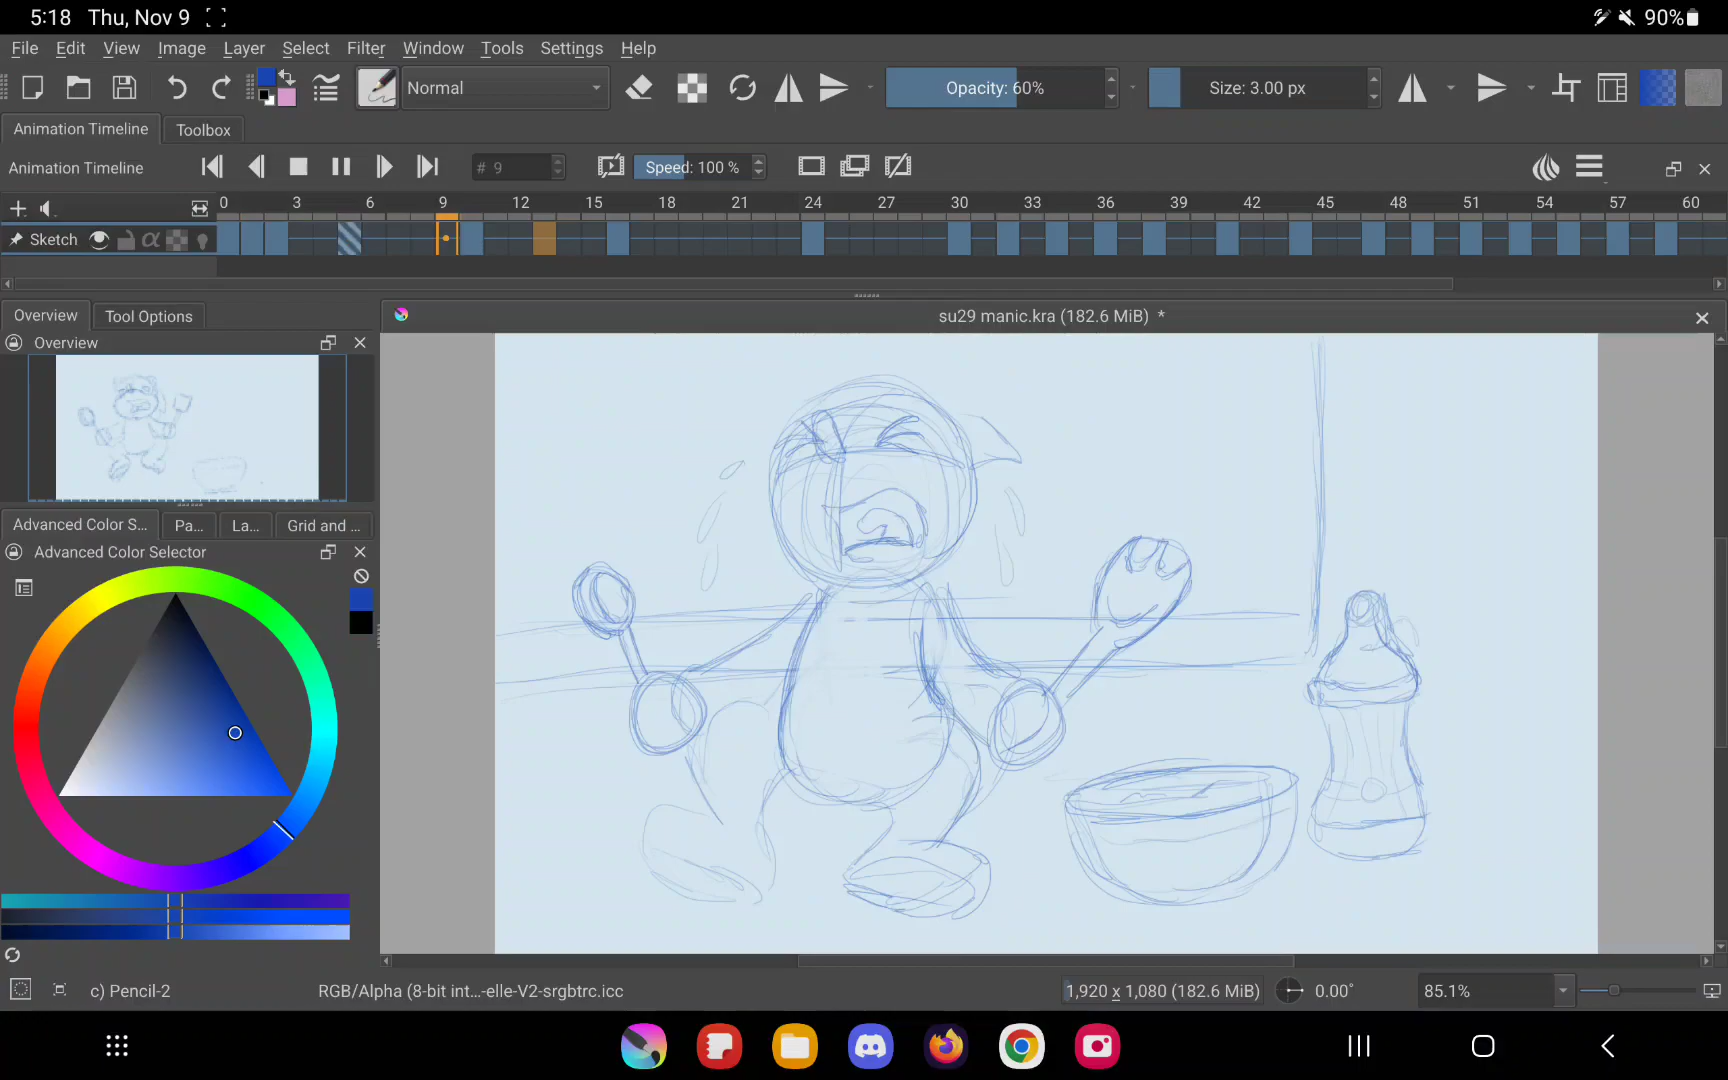 5:18 Thu, Nov 9 90%
File Edit View Image Layer Select Filter Window Tools Settings Help
Normal Opacity: 60% Size: 3.00 px
Animation Timeline Toolbox
Animation Timeline # 9 Speed: 100 %
0 3 6 9 12 15 18 21 24 27 30 33 36 39 42 45 48 51 54 57 60
Sketch α
Overview Tool Options su29 manic.kra (182.6 MiB) *
Overview
Advanced Color S... Pa... La... Grid and ...
Advanced Color Selector
c) Pencil-2 RGB/Alpha (8-bit int...-elle-V2-srgbtrc.icc 1,920 x 1,080 (182.6 MiB) 0.00° 85.1%